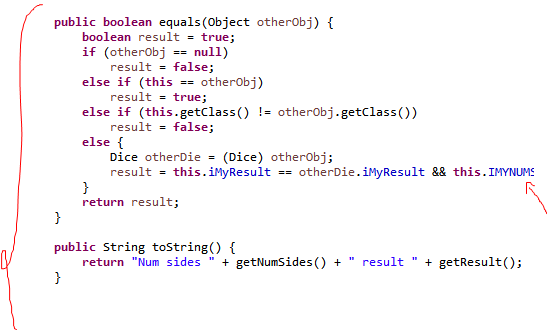 public boolean equals(Object otherObj) {
boolean result = true;
if (otherObj == null)
result = false;
else if (this == otherObj)
result = true;
else if (this.getClass() != otherObj.getClass())
result = false;
else {
Dice otherDie = (Dice) otherObj;
result = this.iMyResult == otherDie.iMyResult && this.IMYNUMS
}
return result;
}
public String toString() {
return "Num sides " + getNumSides() + " result " + getResult();
}